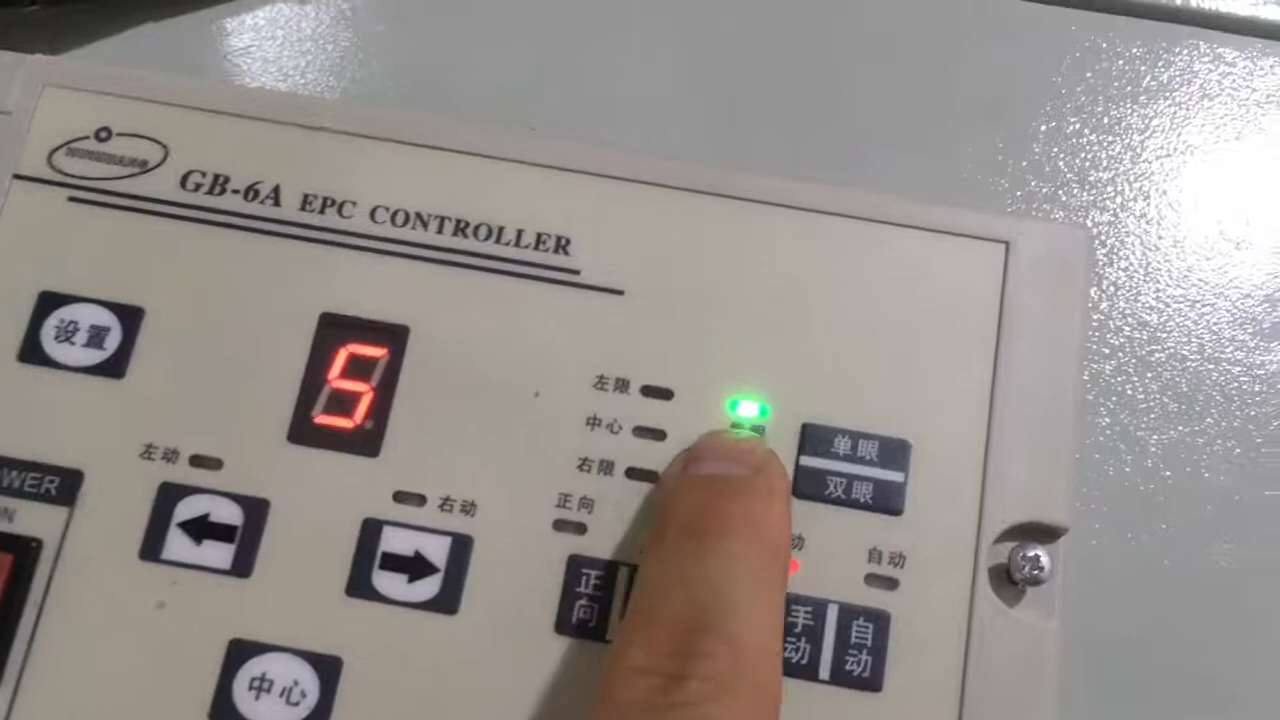 GB-6A EPC CONTROLLER
设置
5
左限
中心
右限
单眼
双眼
左动
右动
正向
自动
正向
手动
自动
中心